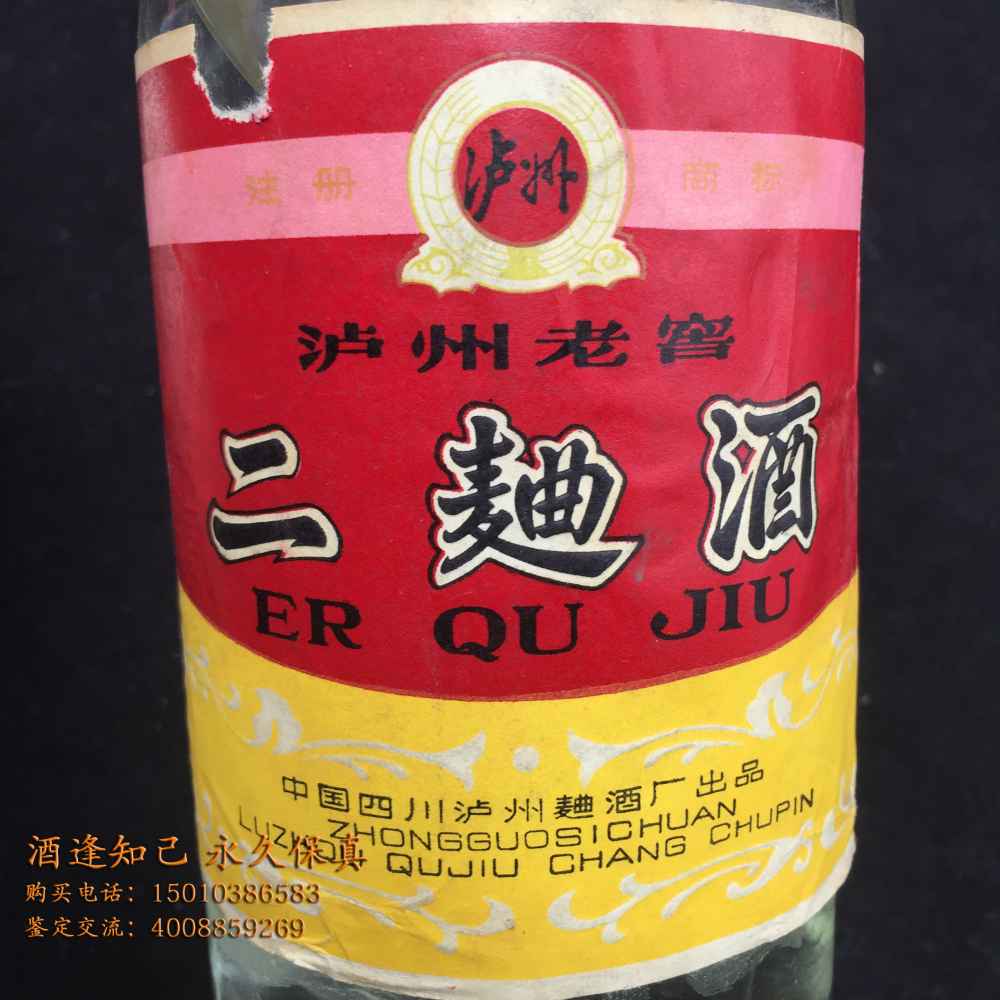 注册 商标
泸州
泸州老窖
二麯酒
ER QU JIU
中国四川泸州麯酒厂出品
ZHONGGUOSICHUAN
QUJIU CHANG CHUPIN
酒逢知己 永久保真
购买电话：15010386583
鉴定交流：4008859269